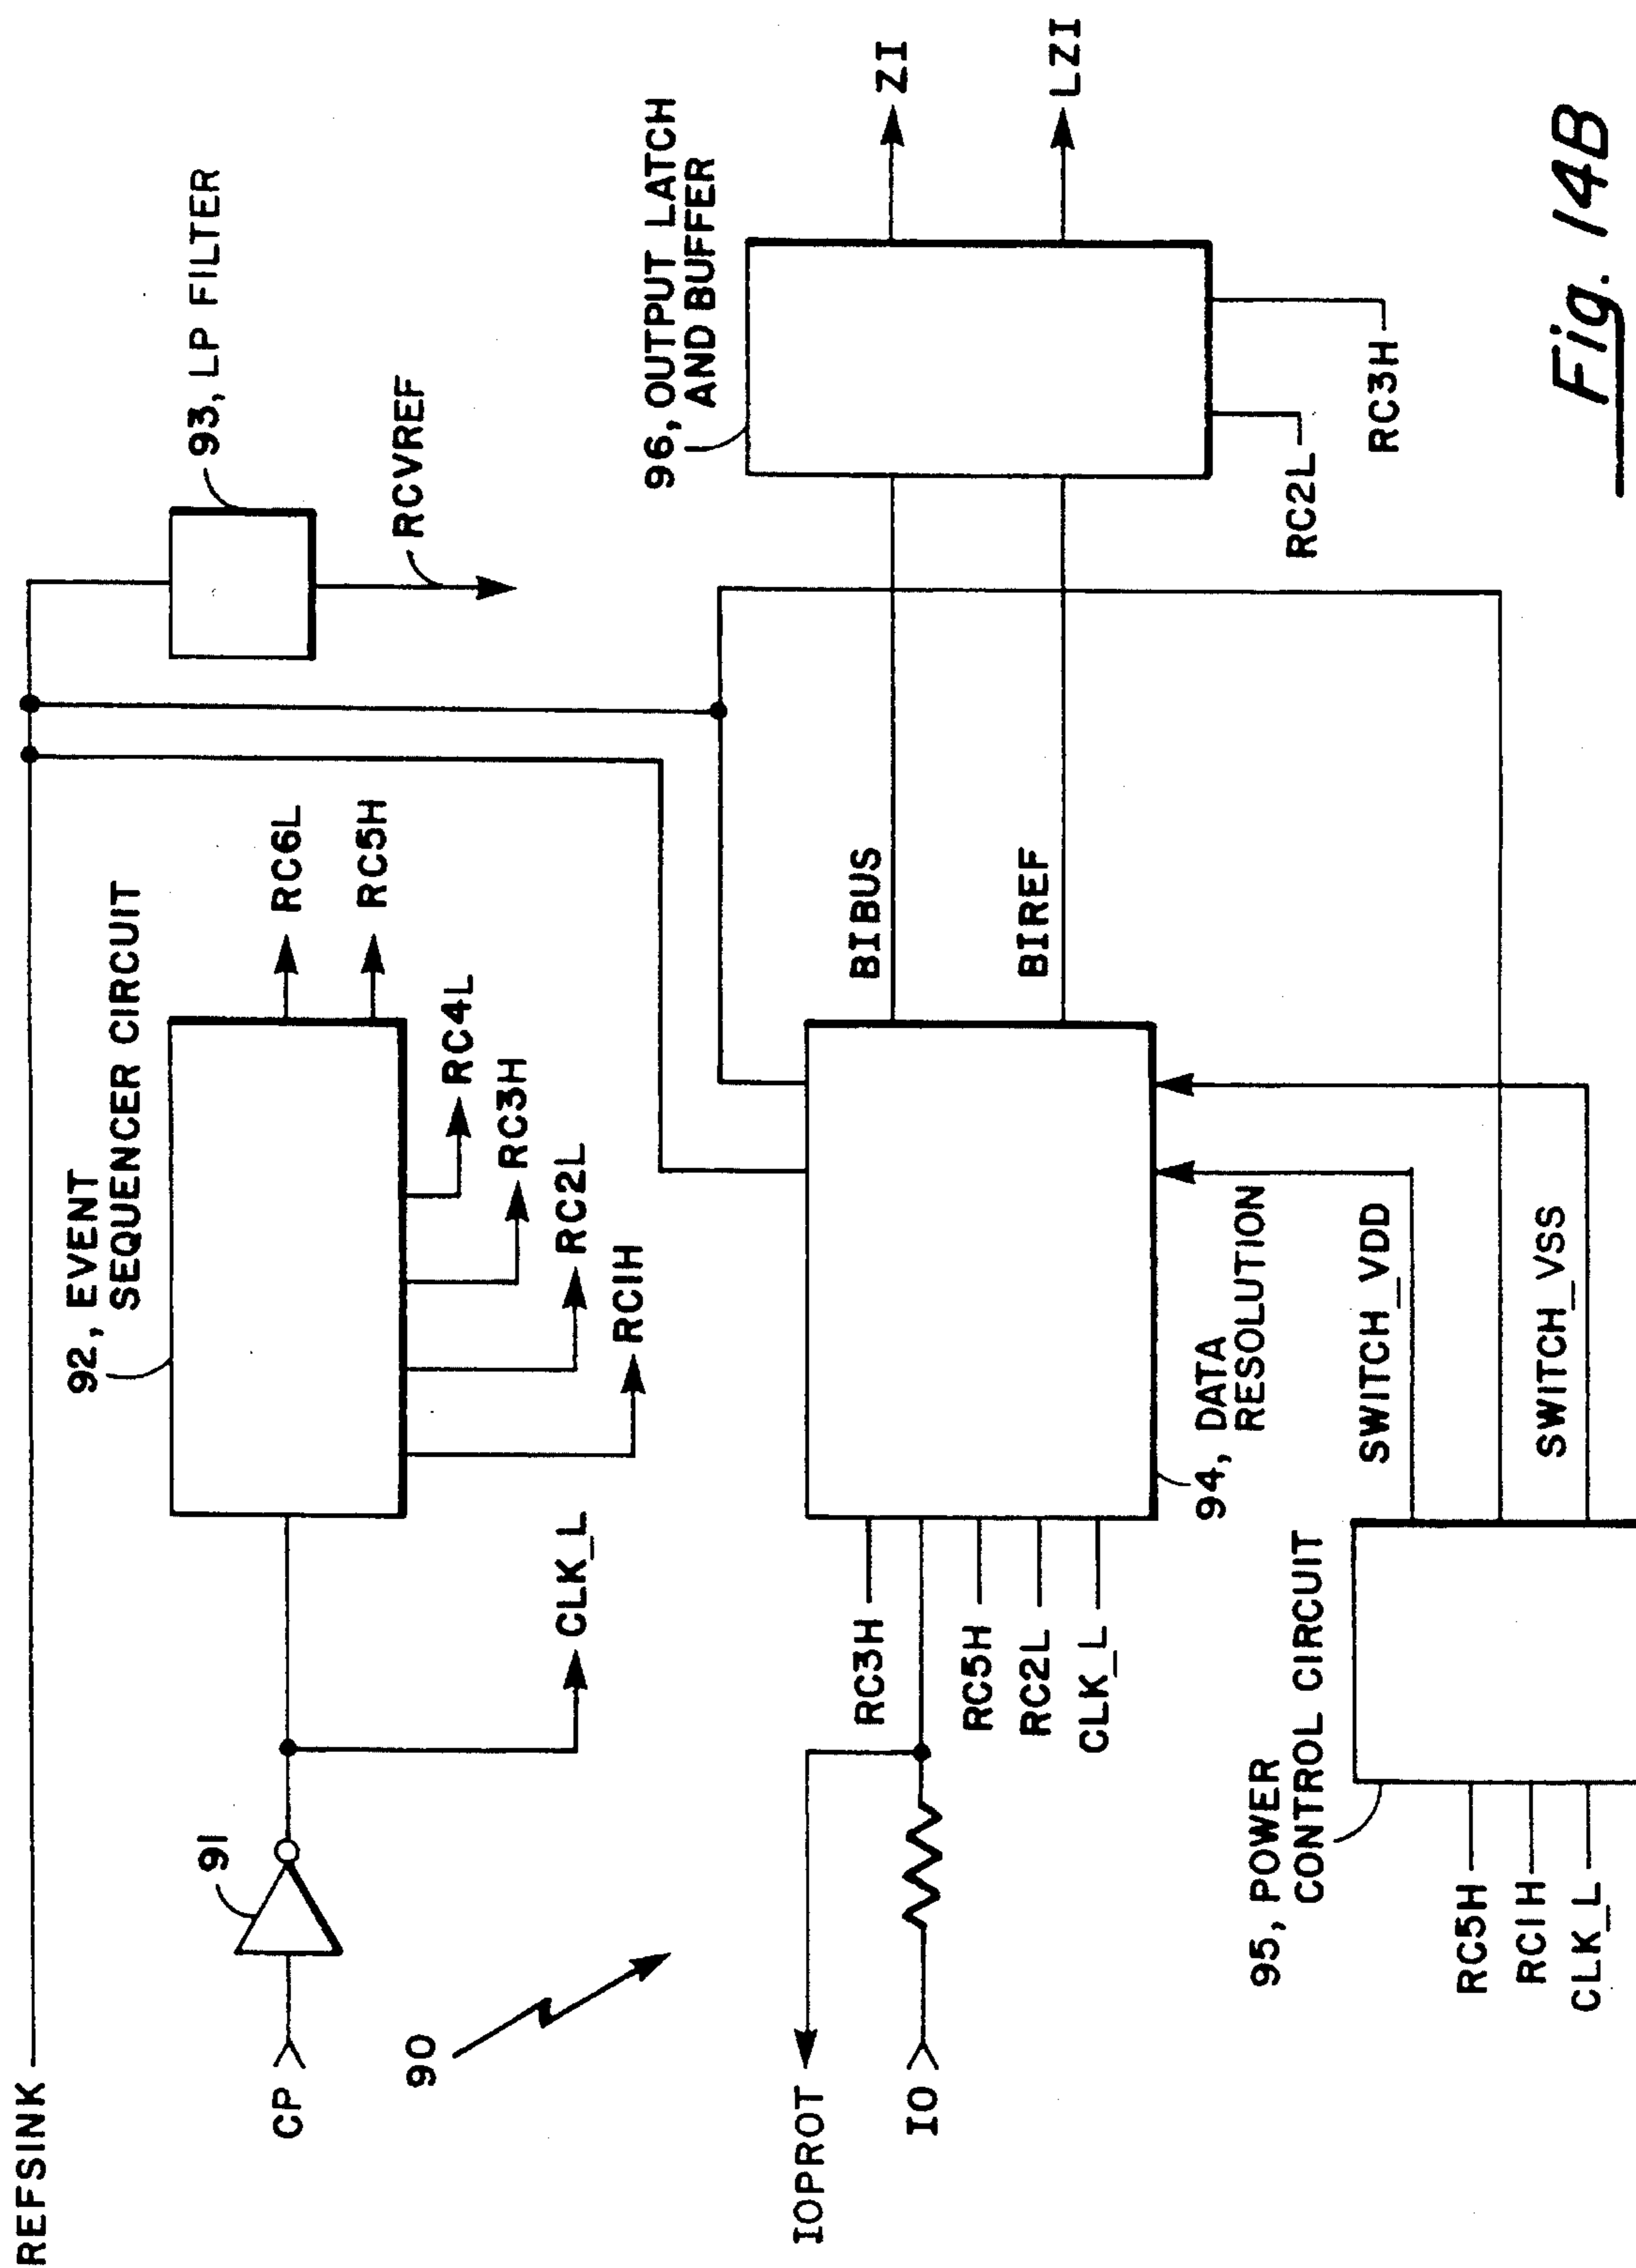 REFSINK
93, LP FILTER
RCVREF
92, EVENT
SEQUENCER CIRCUIT
RC6L
RC5H
RC4L
RC3H
RC2L
RC1H
91
CP
CLK_L
90
96, OUTPUT LATCH
AND BUFFER
ZI
LZI
RC2L
RC3H
BIBUS
BIREF
IOPROT
IO
RC3H
RC5H
RC2L
CLK_L
94, DATA
RESOLUTION
SWITCH_VDD
SWITCH_VSS
95, POWER
CONTROL CIRCUIT
RC5H
RC1H
CLK_L
Fig. 14B